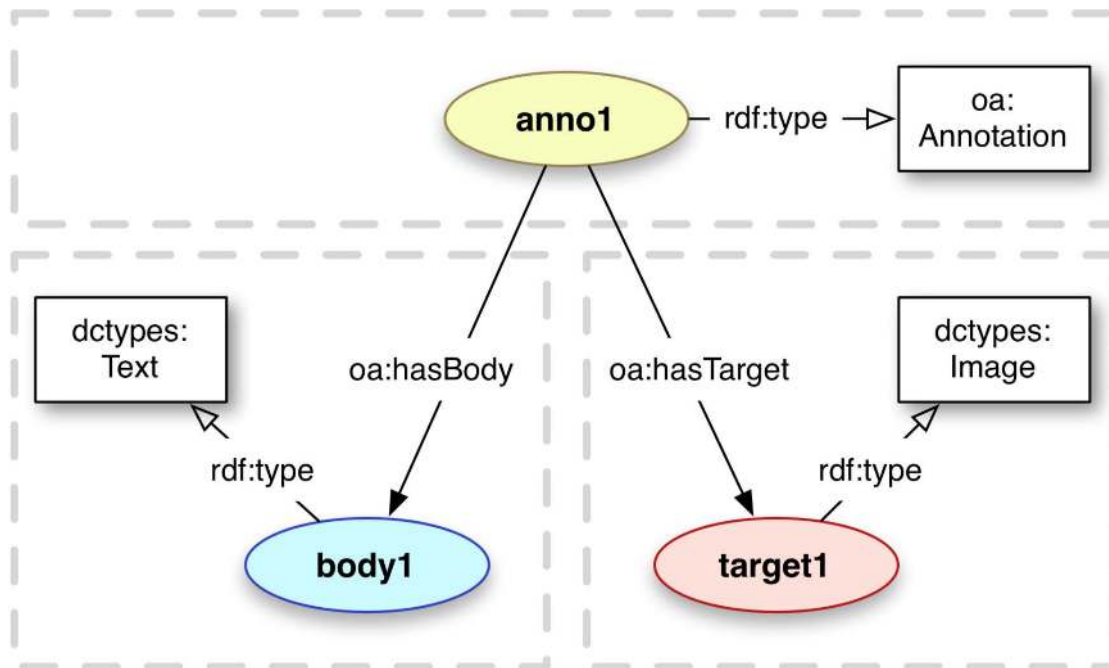 anno1
rdf:type
oa:
Annotation
dctypes:
Text
oa:hasBody
oa:hasTarget
dctypes:
Image
rdf:type
rdf:type
body1
target1